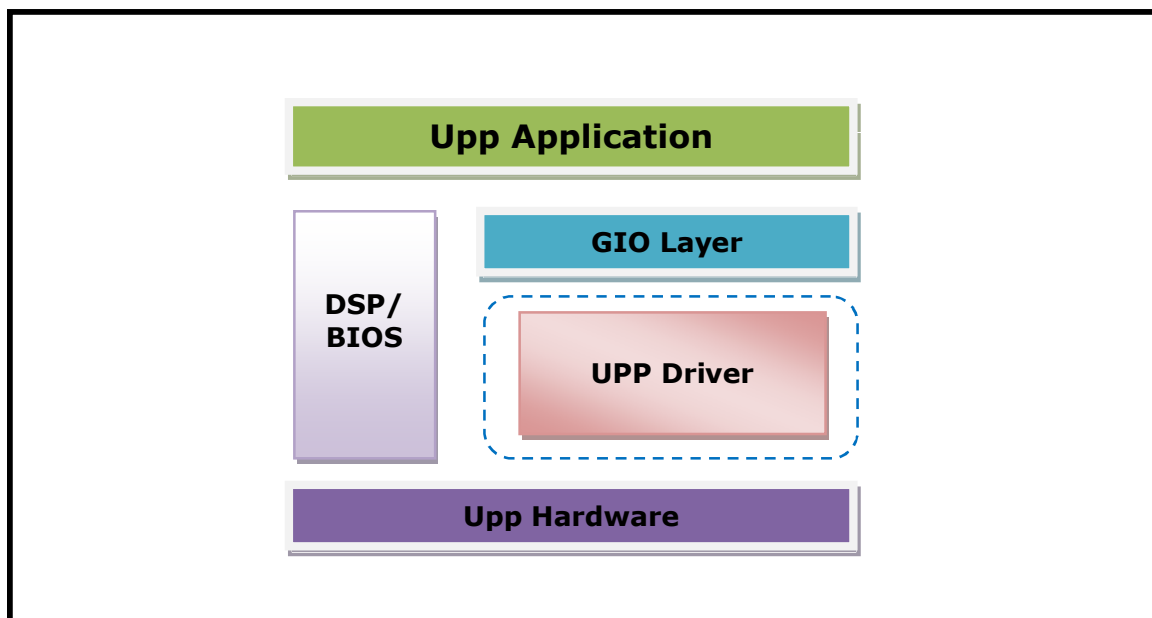 Upp Application
GIO Layer
DSP/
BIOS
UPP Driver
Upp Hardware